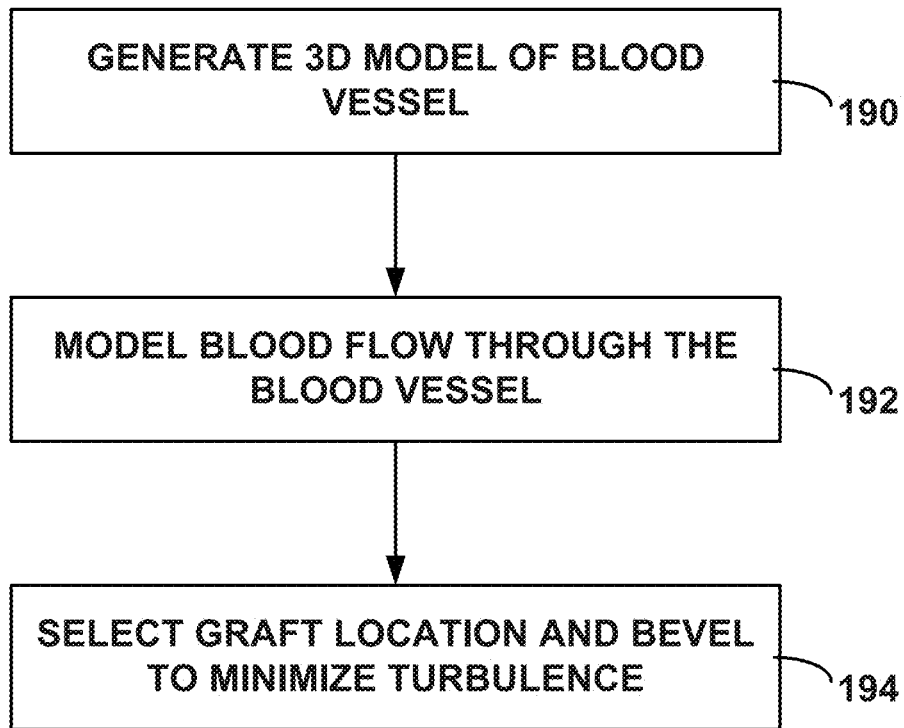 GENERATE 3D MODEL OF BLOOD
VESSEL
190
MODEL BLOOD FLOW THROUGH THE
BLOOD VESSEL
192
SELECT GRAFT LOCATION AND BEVEL
TO MINIMIZE TURBULENCE
194